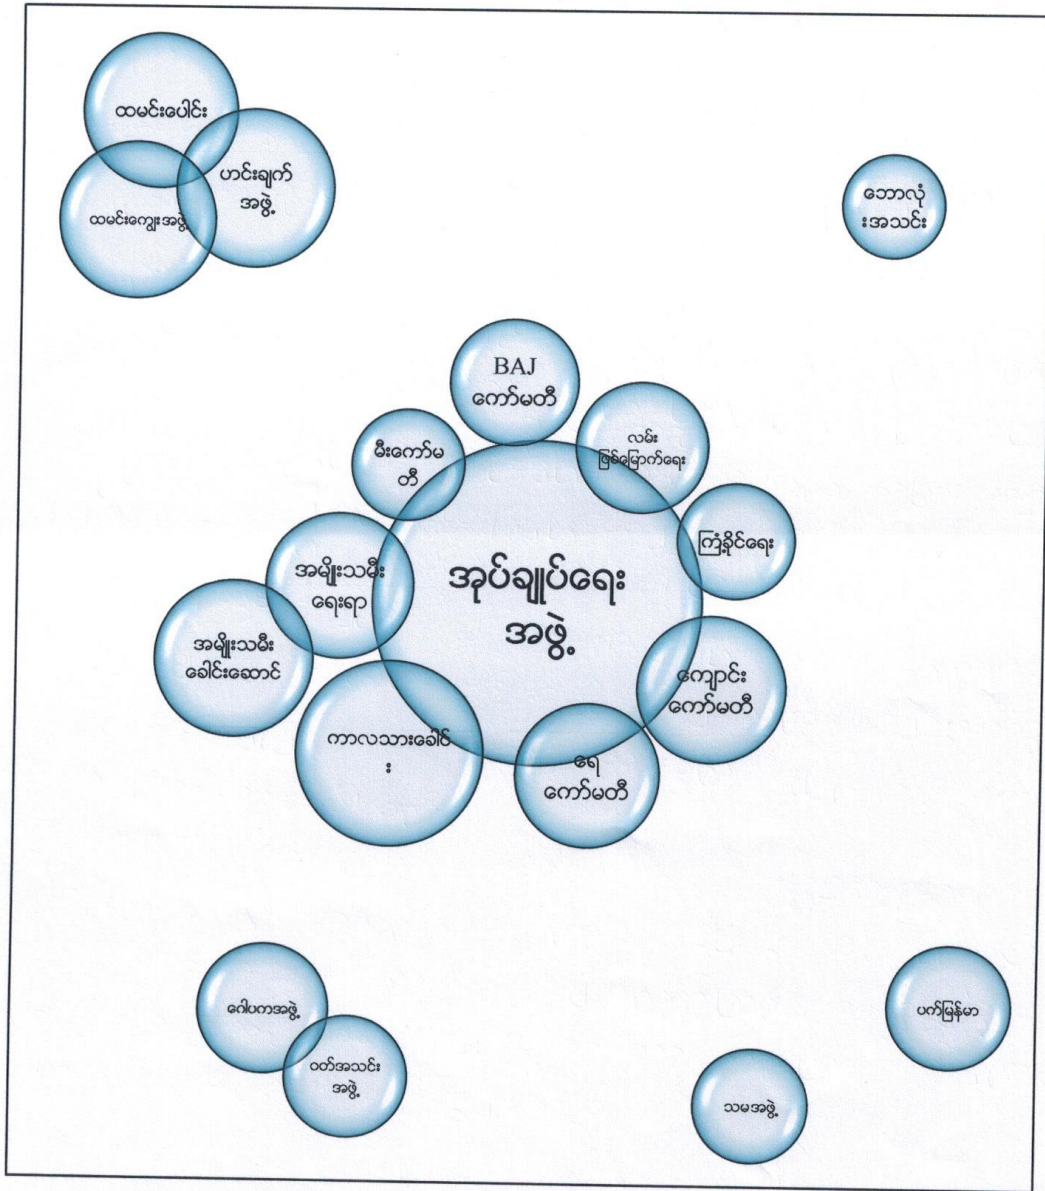 ထမင်းပေါင်း
ဟင်းချက်
အဖွဲ့
ထမင်းကျွေးအဖွဲ့
ဘောလုံ
းအသင်း
BAJ
ကော်မတီ
လမ်း
ဖြစ်မြောက်ရေး
မီးကော်မ
တီ
ကြံ့ခိုင်ရေး
အမျိုးသမီး
ရေးရာ
အုပ်ချုပ်ရေး
အဖွဲ့
အမျိုးသမီး
ခေါင်းဆောင်
ကျောင်း
ကော်မတီ
ကာလသားခေါင်
း
ရေ
ကော်မတီ
ဂေါပကအဖွဲ့
ဝတ်အသင်း
အဖွဲ့
ပက်မြန်မာ
သမအဖွဲ့